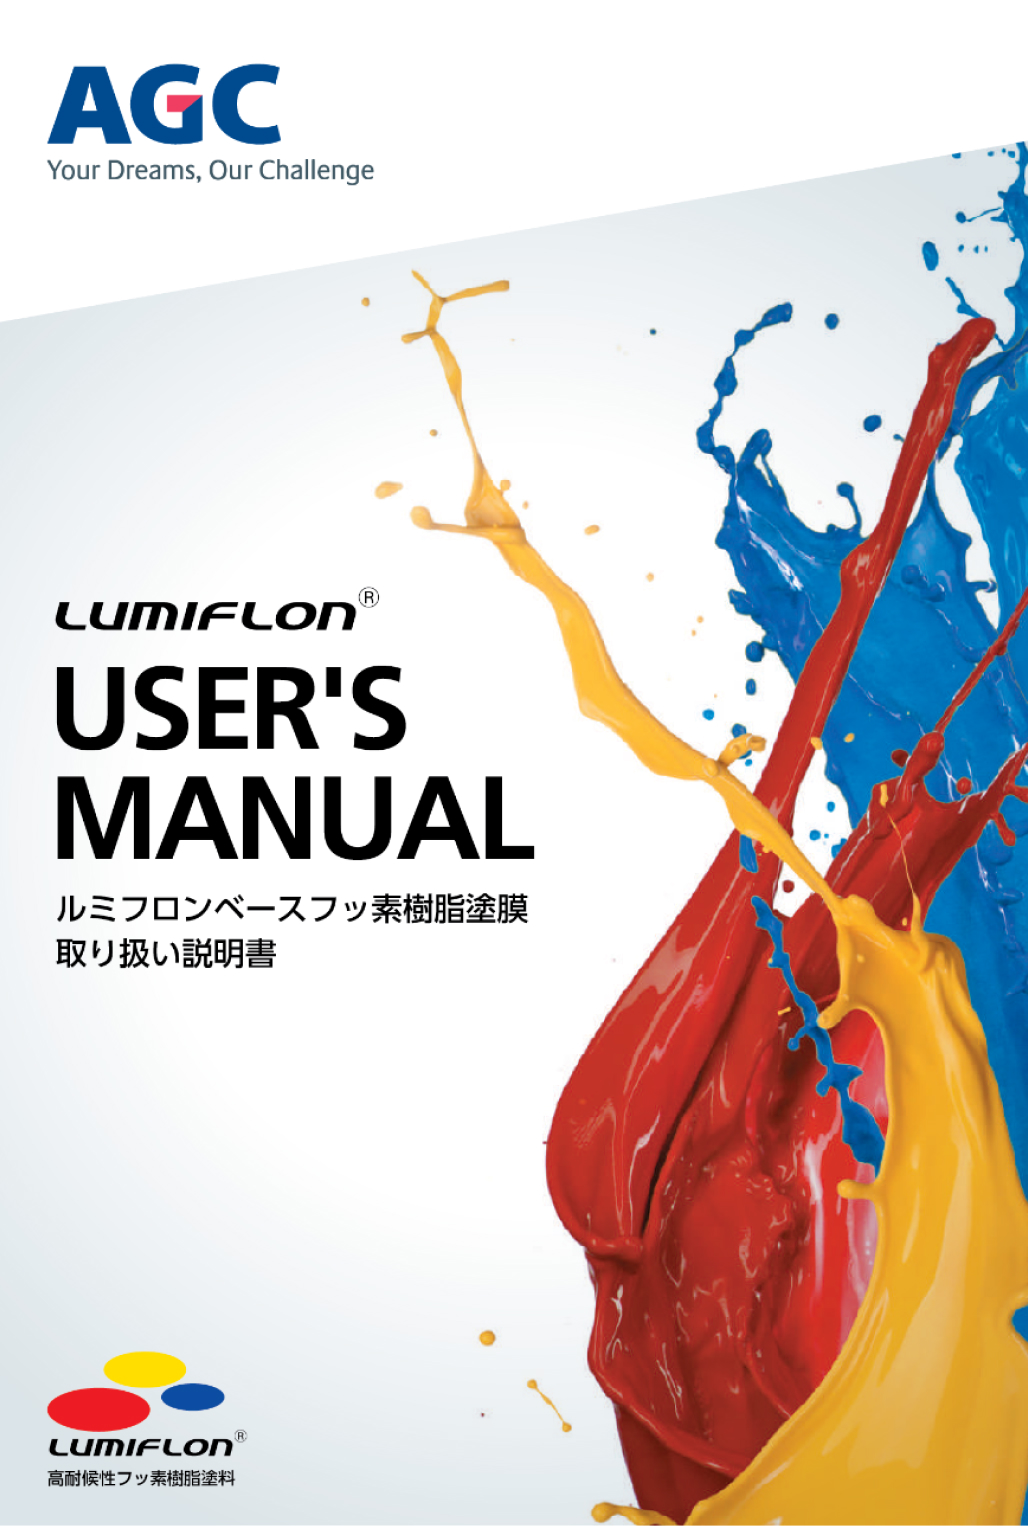 AGC
Your Dreams, Our Challenge
LUMIFLON®
USER'S
MANUAL
ルミフロンベースフッ素樹脂塗膜
取り扱い説明書
LUMIFLON®
高耐候性フッ素樹脂塗料